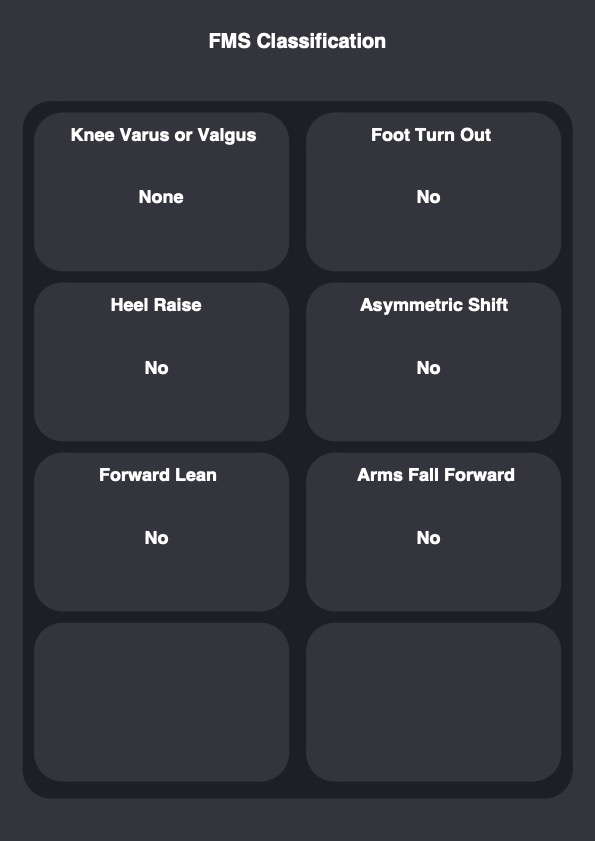 FMS Classification
Knee Varus or Valgus
None
Foot Turn Out
No
Heel Raise
No
Asymmetric Shift
No
Forward Lean
No
Arms Fall Forward
No